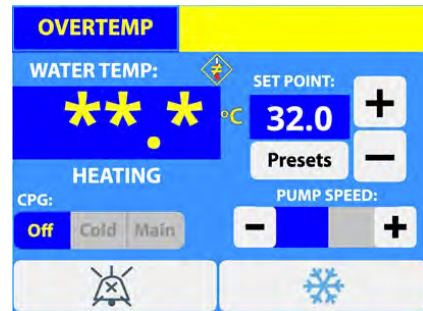 OVERTEMP
WATER TEMP:
**.* °C
HEATING
SET POINT:
32.0
Presets
+
−
CPG:
Off Cold Main
PUMP SPEED:
− +